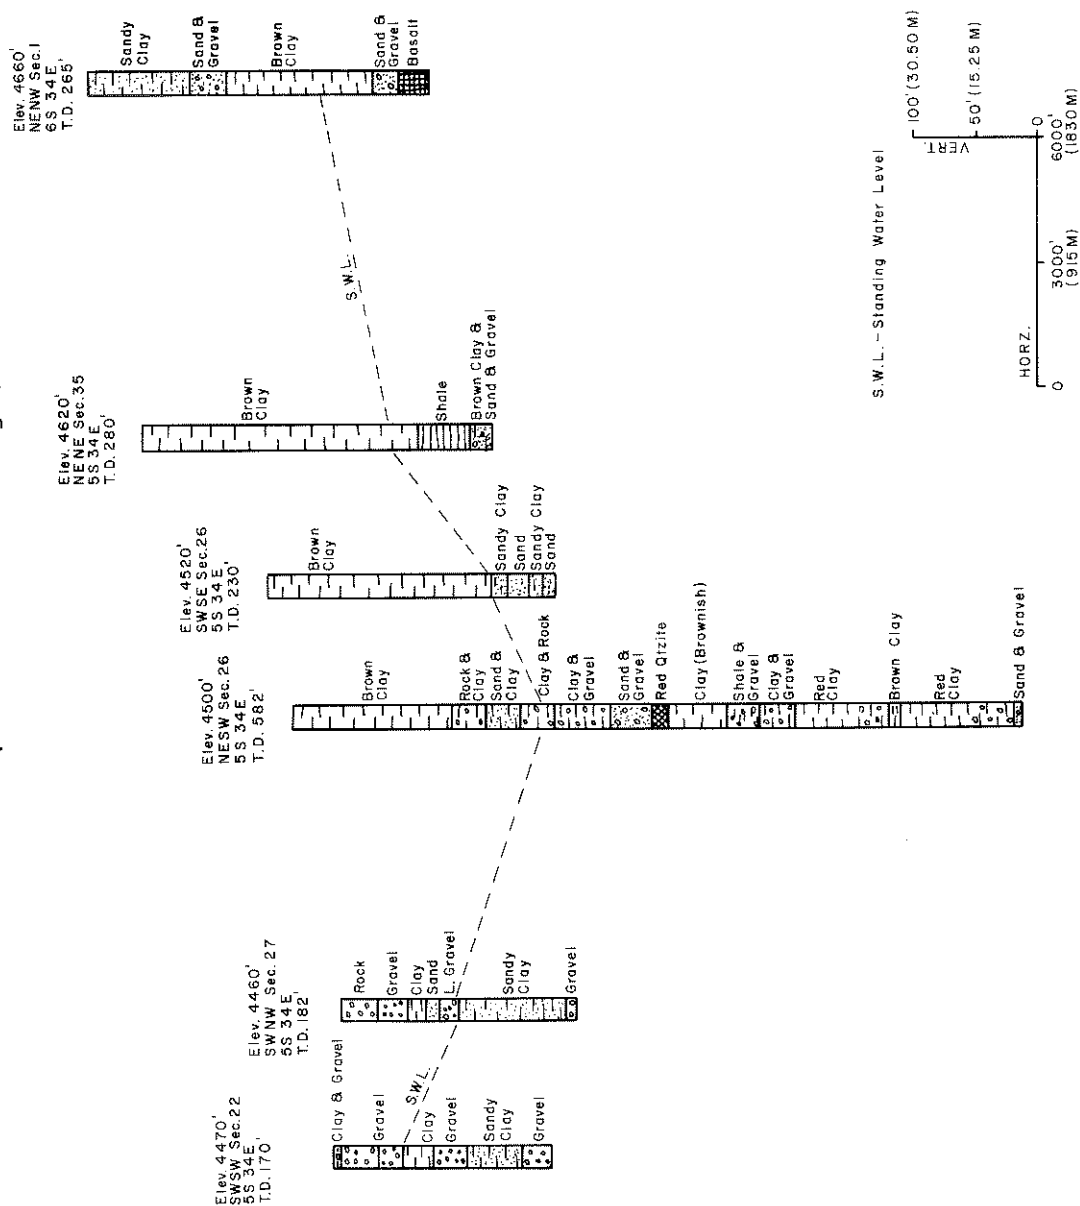 Elev. 4660'
NENW Sec.1
6S 34E
T.D. 265'
Sandy
Clay
Sand &
Gravel
Brown
Clay
Sand &
Gravel
Basalt
S.W.L.
Elev. 4620'
NENE Sec.35
5S 34E
T.D. 280'
Brown
Clay
Shale
Brown Clay &
Sand & Gravel
Elev. 4520'
SWSE Sec.26
5S 34E
T.D. 230'
Brown
Clay
Sandy Clay
Sand
Sandy Clay
Sand
Elev. 4500'
NESW Sec. 26
5S 34E
T.D. 582'
Brown
Clay
Rock &
Clay
Sand &
Clay
Clay & Rock
Clay &
Gravel
Sand &
Gravel
Red Qtzite
Clay (Brownish)
Shale &
Gravel
Clay &
Gravel
Red
Clay
Brown Clay
Red
Clay
Sand & Gravel
Elev. 4460'
SWNW Sec. 27
5S 34E
T.D. 182'
Rock
Gravel
Clay
Sand
L. Gravel
Sandy
Clay
Gravel
Elev. 4470'
SWSW Sec. 22
5S 34E
T.D. 170'
Clay & Gravel
Gravel
S.W.L.
Clay
Gravel
Sandy
Clay
Gravel
S.W.L. - Standing Water Level
100' (30.50 M)
50' (15.25 M)
0
VERT.
HORZ.
0
3000'
(915 M)
6000'
(1830 M)